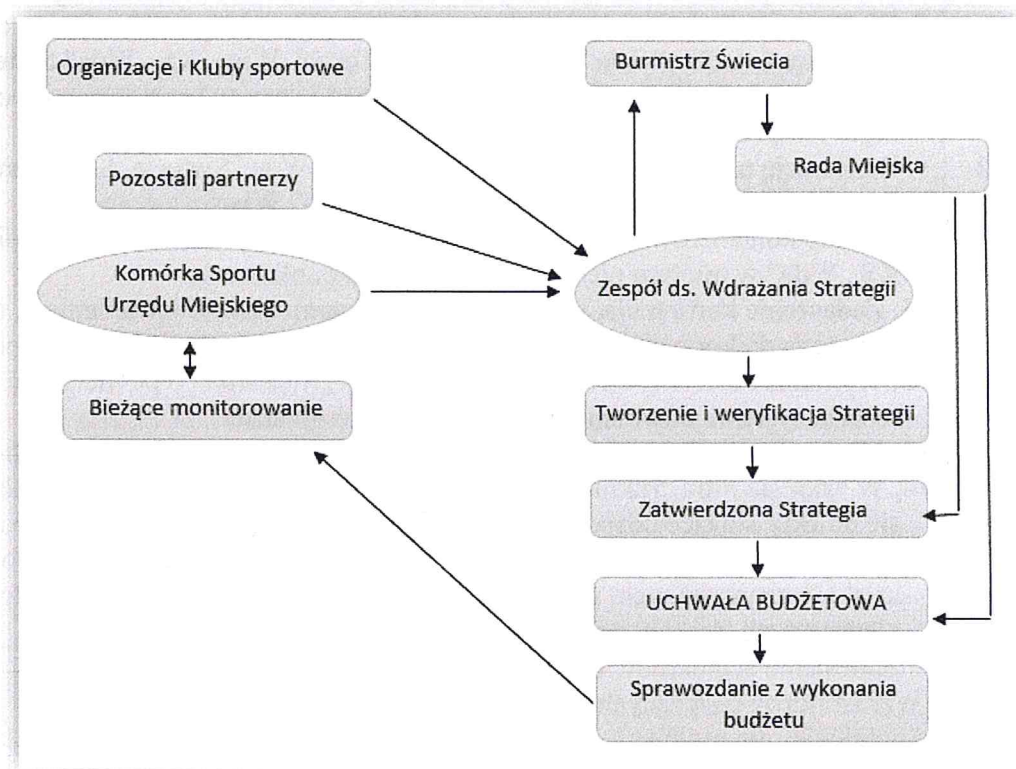 Organizacje i Kluby sportowe
Burmistrz Świecia
Pozostali partnerzy
Rada Miejska
Komórka Sportu
Urzędu Miejskiego
Zespół ds. Wdrażania Strategii
Bieżące monitorowanie
Tworzenie i weryfikacja Strategii
Zatwierdzona Strategia
UCHWAŁA BUDŻETOWA
Sprawozdanie z wykonania
budżetu